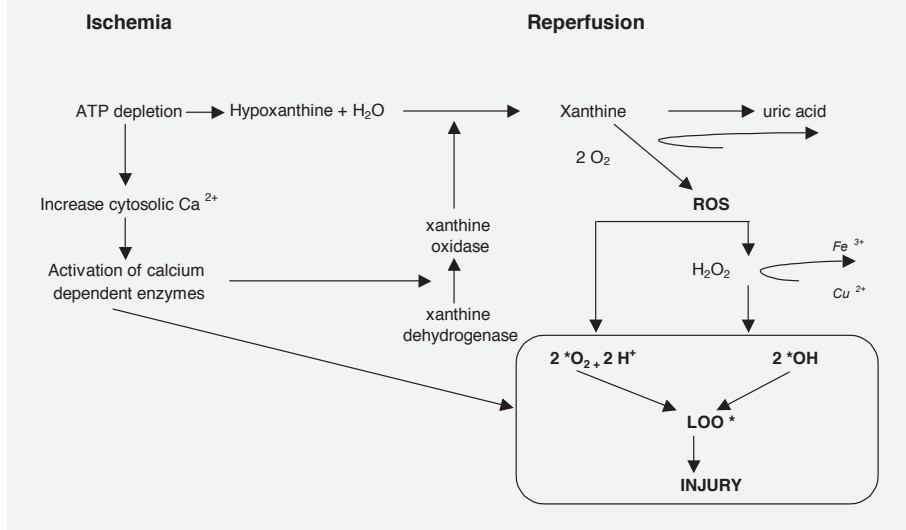 Ischemia
Reperfusion
ATP depletion
Hypoxanthine + H₂O
Xanthine
uric acid
2 O₂
Increase cytosolic Ca ²⁺
ROS
xanthine
oxidase
Activation of calcium
dependent enzymes
H₂O₂
Fe ³⁺
Cu ²⁺
xanthine
dehydrogenase
2 *O₂ ₊ 2 H⁺
2 *OH
LOO *
INJURY